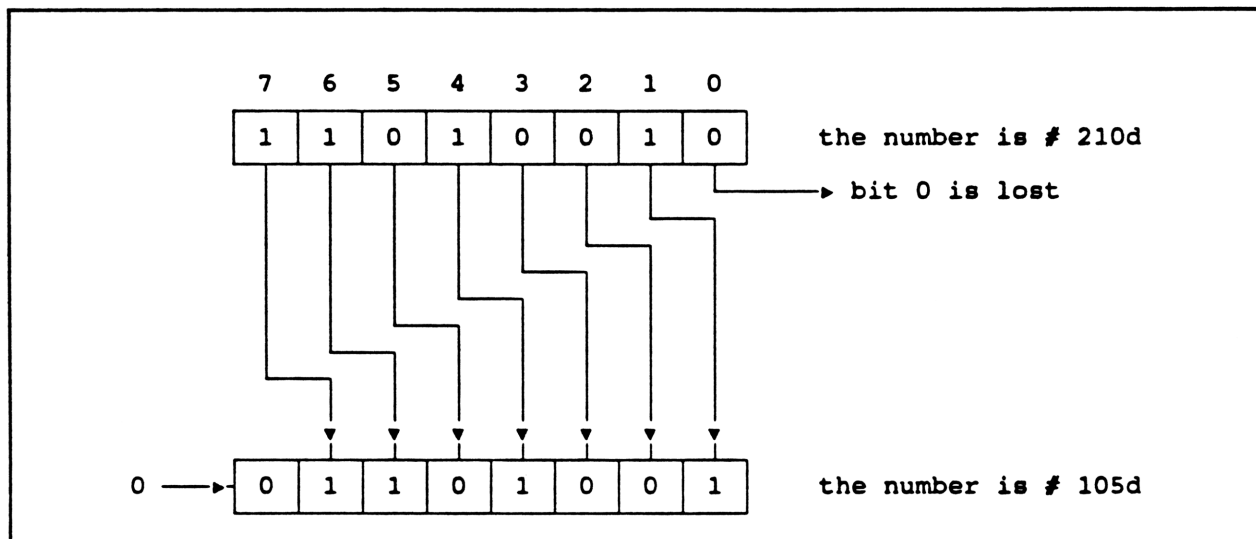 7 6 5 4 3 2 1 0
1 1 0 1 0 0 1 0 the number is # 210d
bit 0 is lost
0 0 1 1 0 1 0 0 1 the number is # 105d